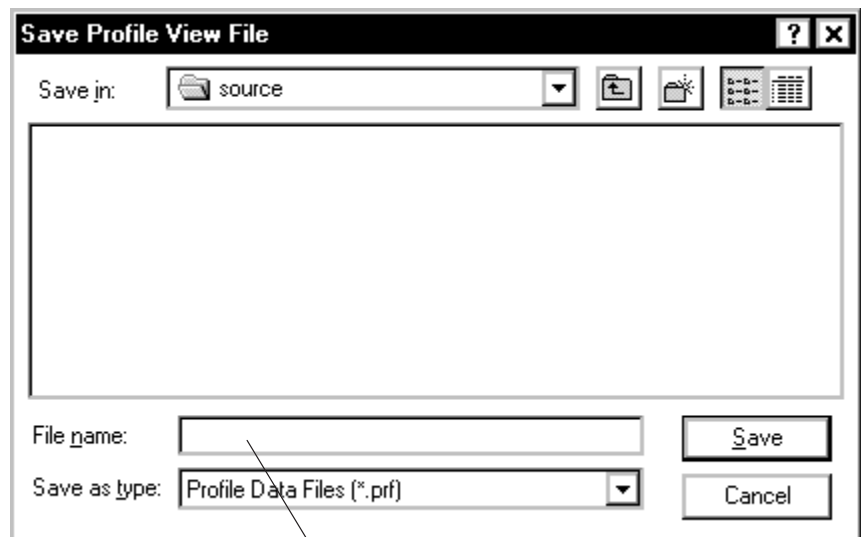 Save Profile View File
Save in: source
File name:
Save
Save as type: Profile Data Files (*.prf)
Cancel